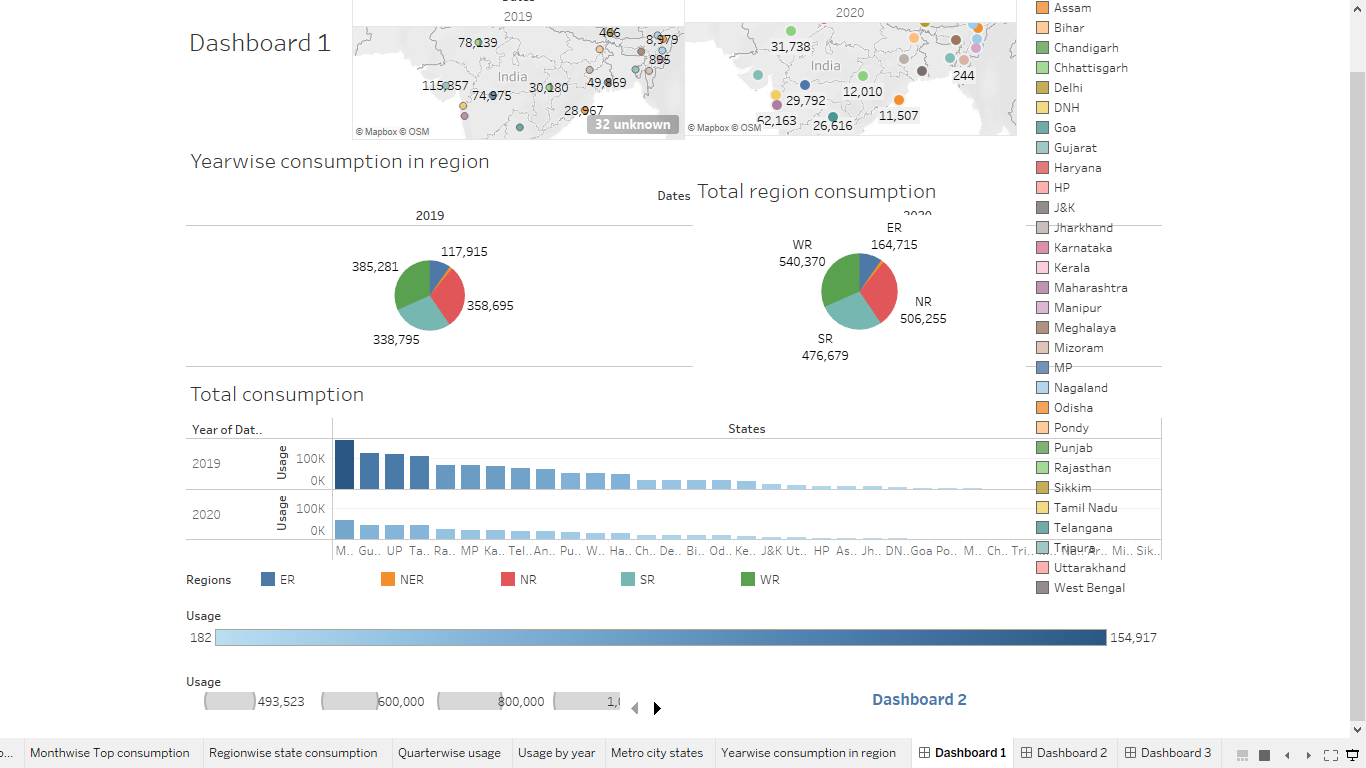 Dates
2019
2020
Dashboard 1
78,139
466
8,979
895
India
115,857
74,975
30,180
49,869
28,967
32 unknown
© Mapbox © OSM
31,738
India
244
12,010
29,792
11,507
62,163
26,616
© Mapbox © OSM
Yearwise consumption in region
Dates
2019
117,915
385,281
358,695
338,795
Total region consumption
2020
ER
164,715
WR
540,370
NR
506,255
SR
476,679
Assam
Bihar
Chandigarh
Chhattisgarh
Delhi
DNH
Goa
Gujarat
Haryana
HP
J&K
Jharkhand
Karnataka
Kerala
Maharashtra
Manipur
Meghalaya
Mizoram
MP
Nagaland
Odisha
Pondy
Punjab
Rajasthan
Sikkim
Tamil Nadu
Telangana
Tripura
Uttarakhand
West Bengal
Total consumption
Year of Dat..
States
2019
Usage
100K
0K
2020
Usage
100K
0K
M.. Gu.. UP Ta.. Ra.. MP Ka.. Tel.. An.. Pu.. W.. Ha.. Ch.. De.. Bi.. Od.. Ke.. J&K Ut.. HP As.. Jh.. DN.. Goa Po.. M.. Ch.. Tri.. Mi.. Sik..
Regions ER NER NR SR WR
Usage
182 154,917
Usage
493,523 600,000 800,000
Dashboard 2
Monthwise Top consumption Regionwise state consumption Quarterwise usage Usage by year Metro city states Yearwise consumption in region Dashboard 1 Dashboard 2 Dashboard 3